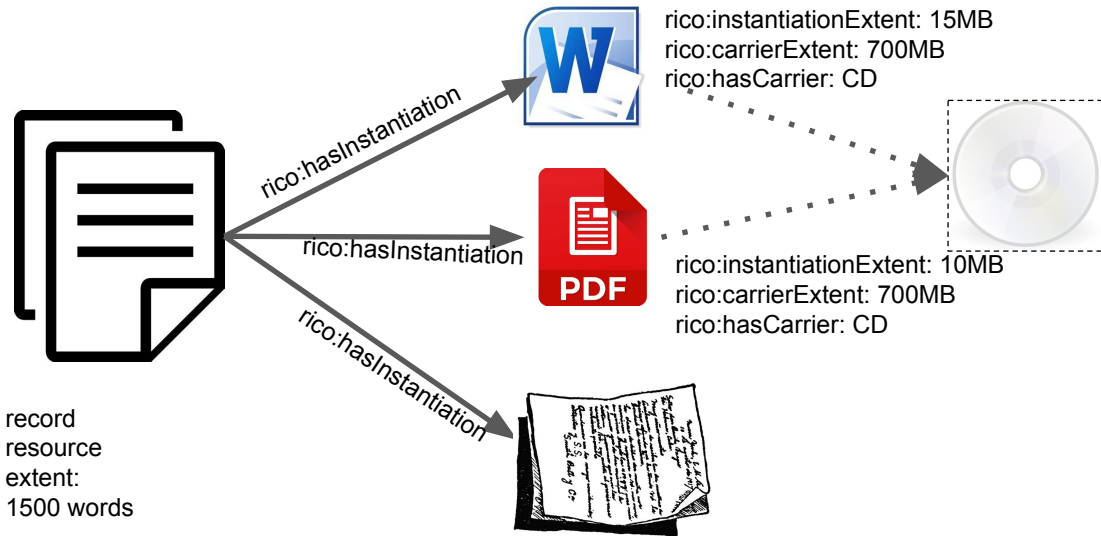 rico:instantiationExtent: 15MB
rico:carrierExtent: 700MB
rico:hasCarrier: CD
W
rico:hasInstantiation
rico:hasInstantiation
PDF
rico:instantiationExtent: 10MB
rico:carrierExtent: 700MB
rico:hasCarrier: CD
rico:hasInstantiation
record
resource
extent:
1500 words